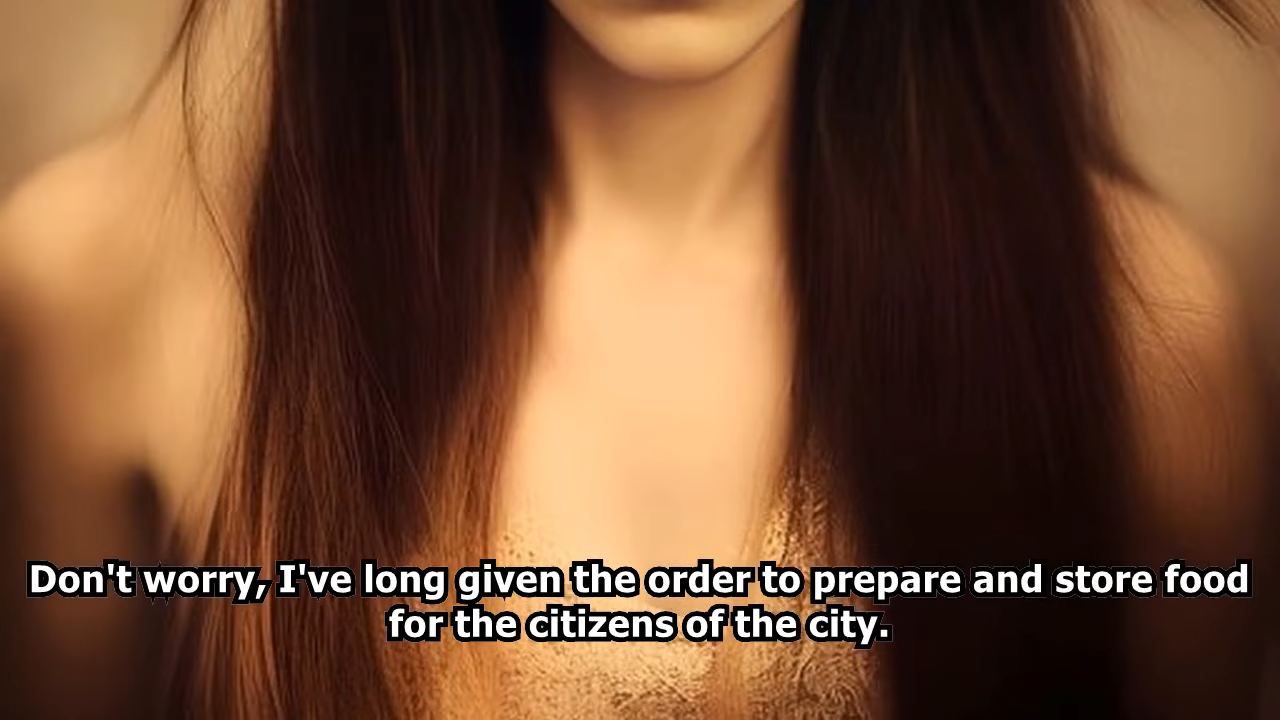 Don't worry, I've long given the order to prepare and store food
for the citizens of the city.